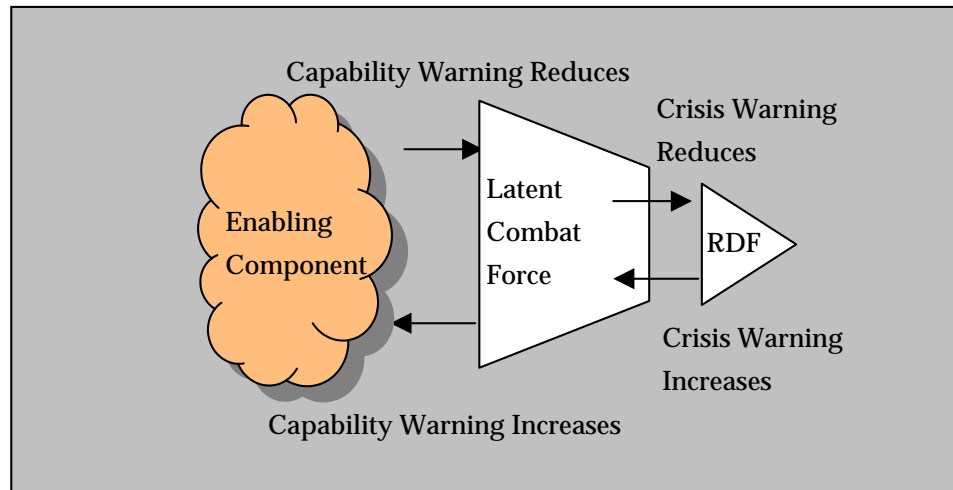 Capability Warning Reduces
Crisis Warning
Reduces
Enabling
Component
Latent
Combat
Force
RDF
Crisis Warning
Increases
Capability Warning Increases